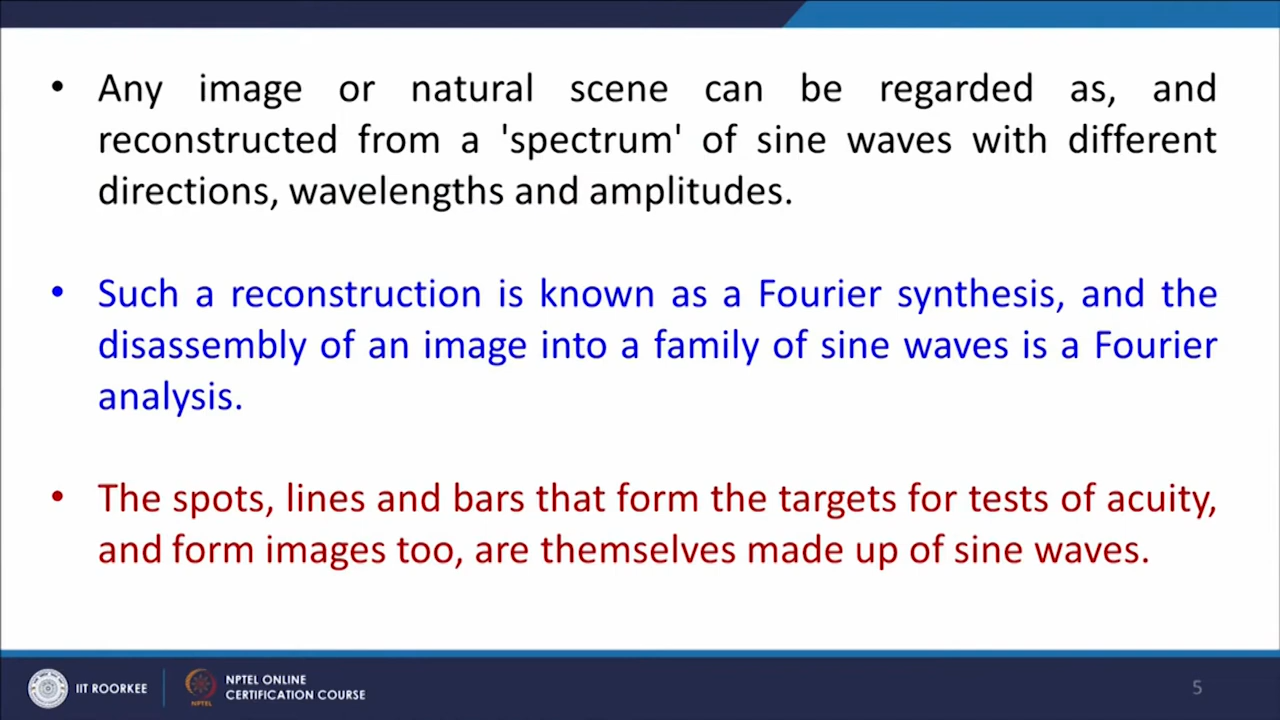 • Any image or natural scene can be regarded as, and
reconstructed from a 'spectrum' of sine waves with different
directions, wavelengths and amplitudes.
• Such a reconstruction is known as a Fourier synthesis, and the
disassembly of an image into a family of sine waves is a Fourier
analysis.
• The spots, lines and bars that form the targets for tests of acuity,
and form images too, are themselves made up of sine waves.
IIT ROORKEE
NPTEL
NPTEL ONLINE
CERTIFICATION COURSE
5